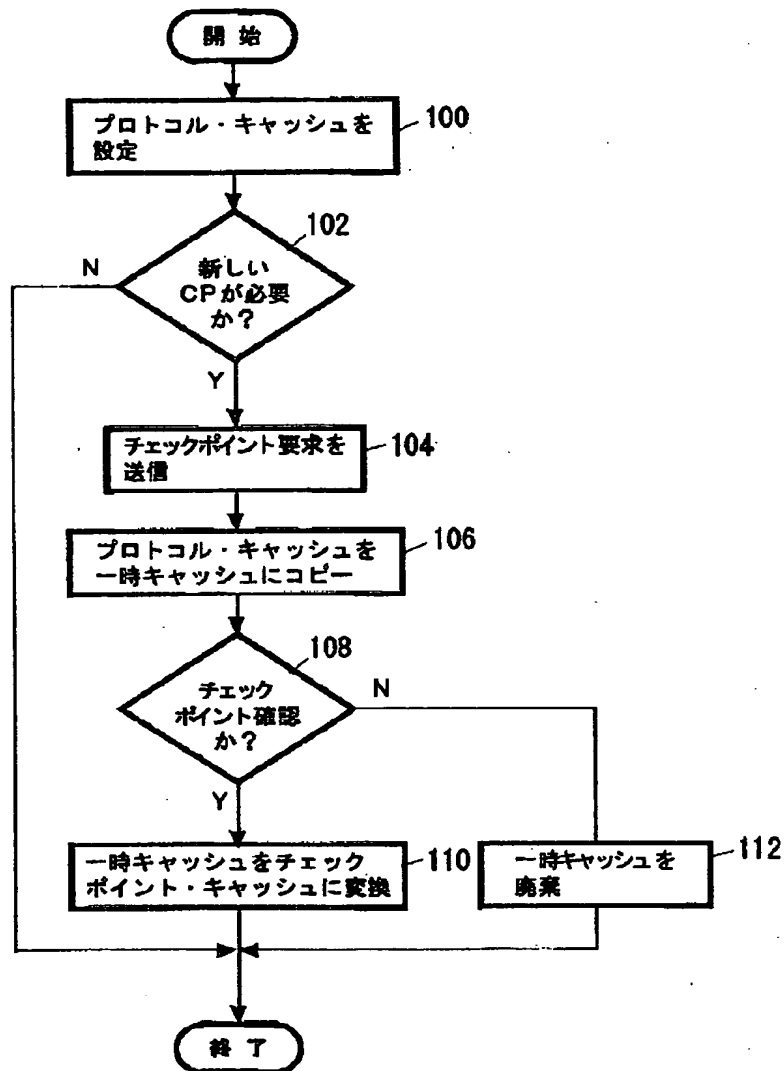 開始
プロトコル・キャッシュを
設定
100
102
新しい
CPが必要
か?
N
Y
チェックポイント要求を
送信
104
プロトコル・キャッシュを
一時キャッシュにコピー
106
108
チェック
ポイント確認
か?
N
Y
一時キャッシュをチェック
ポイント・キャッシュに変換
110
一時キャッシュを
廃棄
112
終了